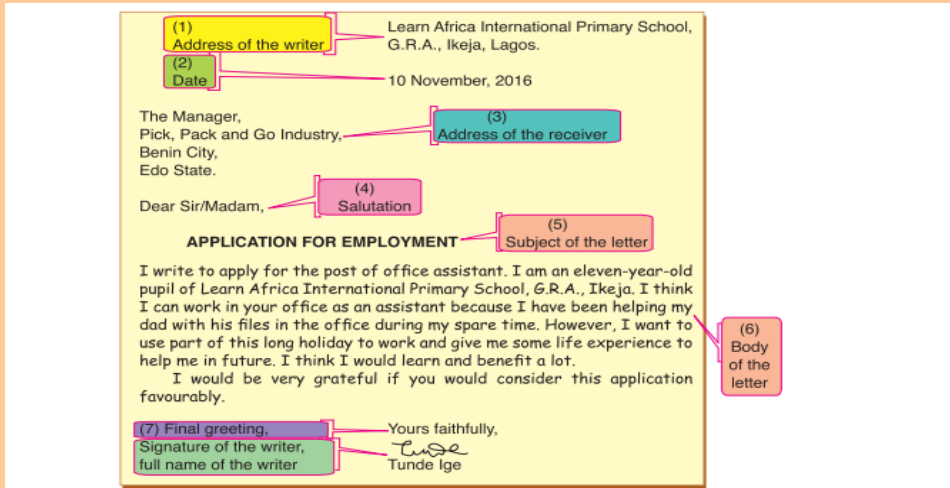 (1)
Address of the writer
Learn Africa International Primary School,
G.R.A., Ikeja, Lagos.
(2)
Date
10 November, 2016
The Manager,
Pick, Pack and Go Industry,
Benin City,
Edo State.
(3)
Address of the receiver
Dear Sir/Madam,
(4)
Salutation
APPLICATION FOR EMPLOYMENT
(5)
Subject of the letter
I write to apply for the post of office assistant. I am an eleven-year-old
pupil of Learn Africa International Primary School, G.R.A., Ikeja. I think
I can work in your office as an assistant because I have been helping my
dad with his files in the office during my spare time. However, I want to
use part of this long holiday to work and give me some life experience to
help me in future. I think I would learn and benefit a lot.
I would be very grateful if you would consider this application
favourably.
(6)
Body
of the
letter
(7) Final greeting,
Yours faithfully,
Signature of the writer,
full name of the writer
Tunde
Tunde Ige